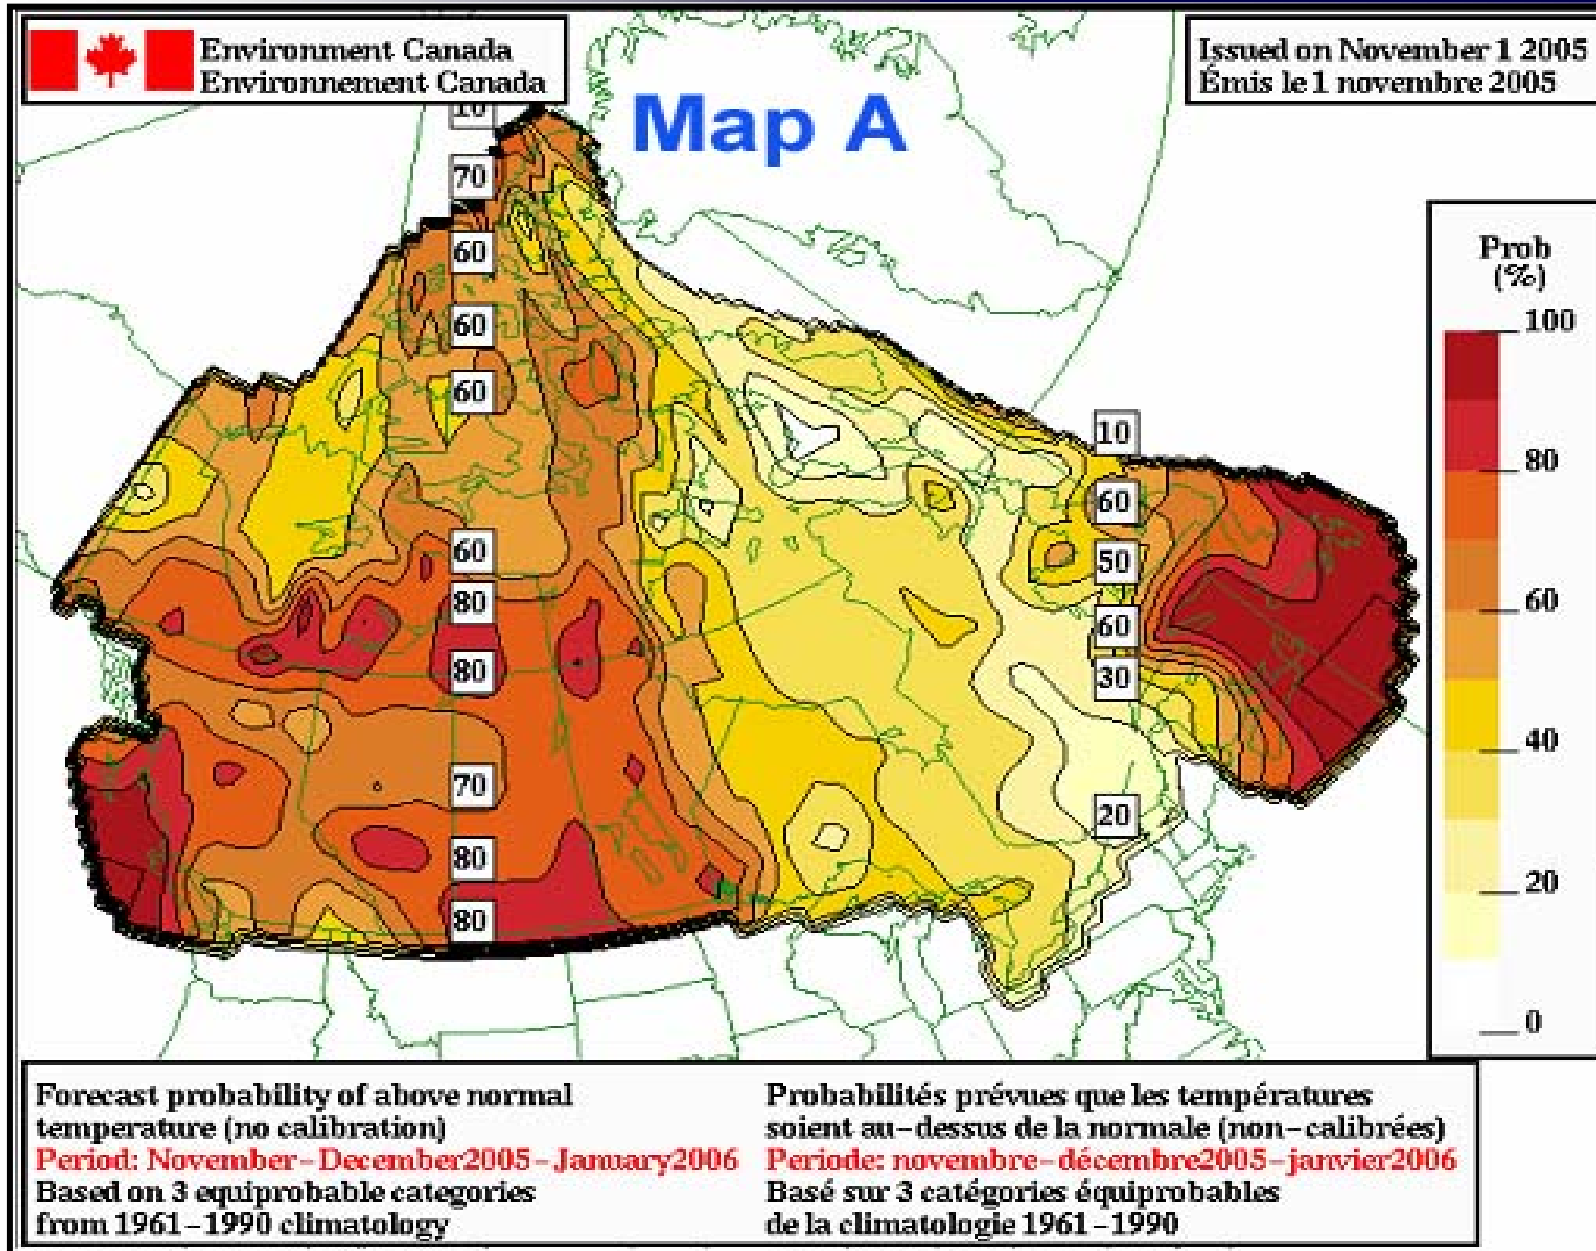 Environment Canada
Environnement Canada
Map A
Issued on November 1 2005
Émis le 1 novembre 2005
10
70
60
60
60
10
60
60
50
80
60
80
30
70
20
80
80
Prob
(%)
100
80
60
40
20
0
Forecast probability of above normal
temperature (no calibration)
Period: November-December2005-January2006
Based on 3 equiprobable categories
from 1961-1990 climatology
Probabilités prévues que les températures
soient au-dessus de la normale (non-calibrées)
Periode: novembre-décembre2005-janvier2006
Basé sur 3 catégories équiprobables
de la climatologie 1961-1990